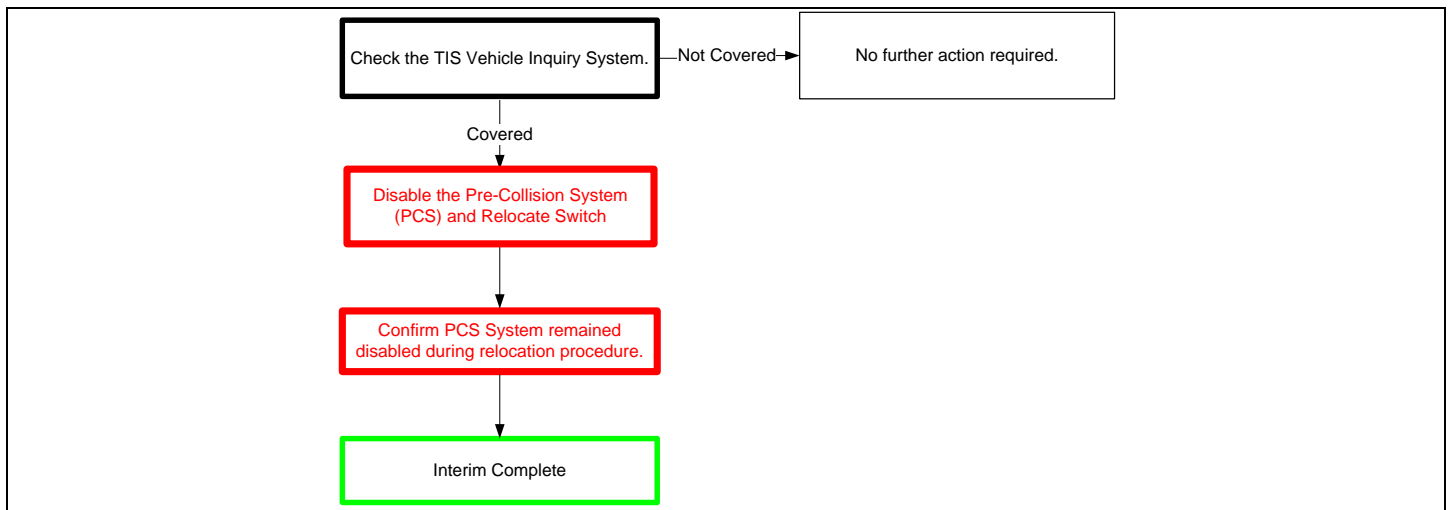 Check the TIS Vehicle Inquiry System.
Not Covered
No further action required.
Covered
Disable the Pre-Collision System
(PCS) and Relocate Switch
Confirm PCS System remained
disabled during relocation procedure.
Interim Complete